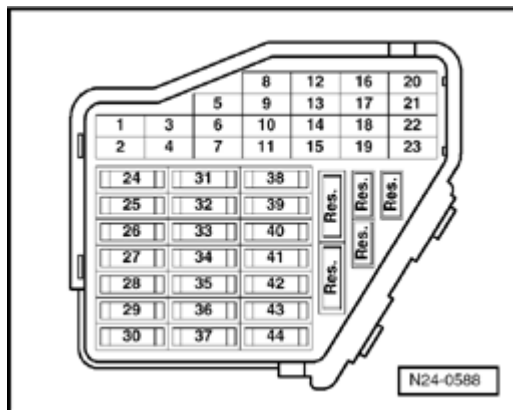 8 12 16 20
5 9 13 17 21
1 3 6 10 14 18 22
2 4 7 11 15 19 23
24 31 38
25 32 39
26 33 40
27 34 41
28 35 42
29 36 43
30 37 44
Res. Res. Res.
Res. Res.
N24-0588